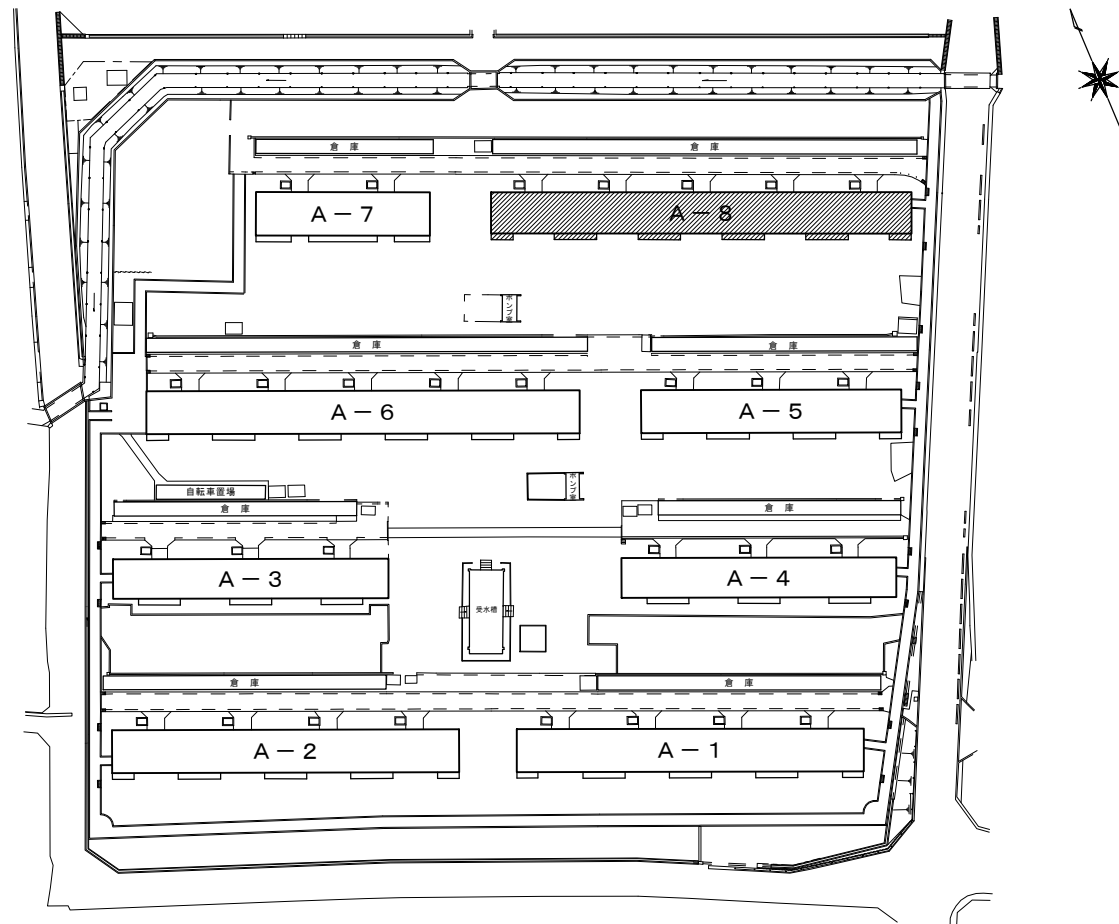 倉 庫
倉 庫
A－7
A－8
ポンプ室
倉 庫
倉 庫
A－6
A－5
自転車置場
ポンプ室
倉 庫
倉 庫
A－3
A－4
受水槽
倉 庫
倉 庫
A－2
A－1